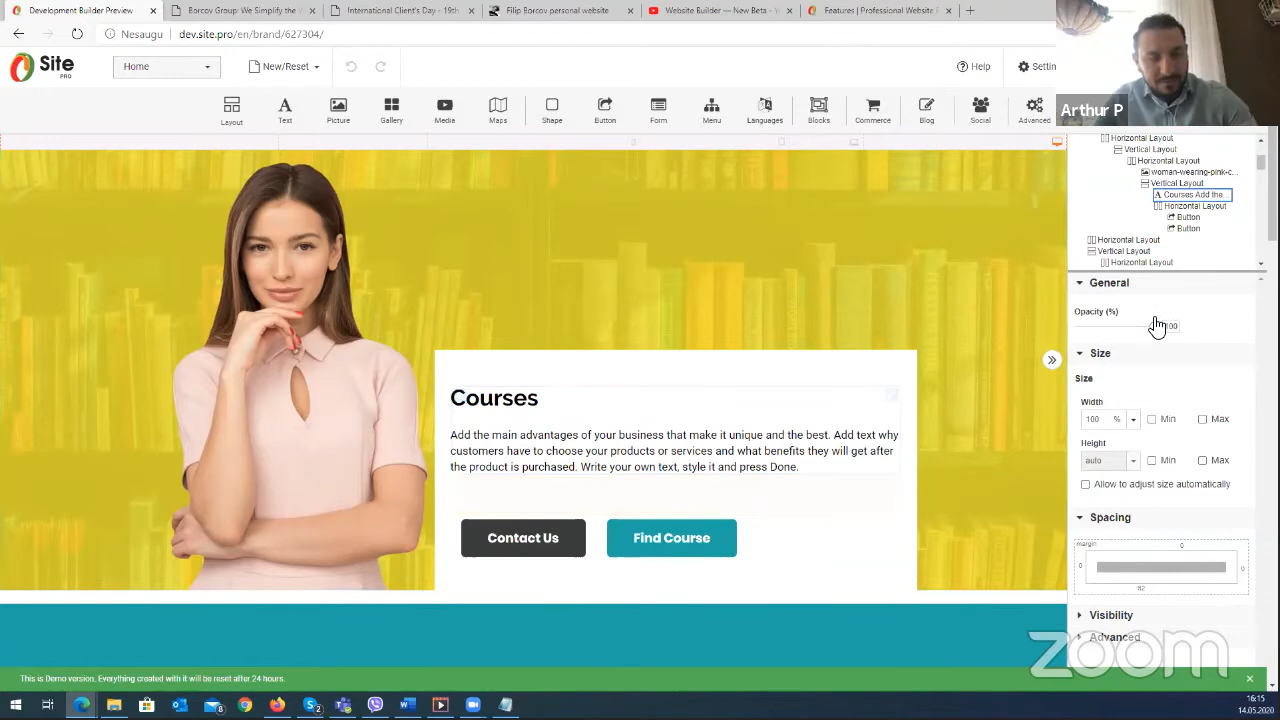 Development Builder Preview
Borcov Group: We Simplify the
International Client's Day - 19th
Filip Borcov personal website
Website Builder — New Beta - Yo
Features | Professional Website
Nesaugu
dev.site.pro/en/brand/627304/
Site
PRO
Home
New/Reset
Help
Settin
Layout
Text
Picture
Gallery
Media
Maps
Shape
Button
Form
Menu
Languages
Blocks
Commerce
Blog
Social
Advanced
Arthur P
Horizontal Layout
Vertical Layout
Horizontal Layout
woman-wearing-pink-c...
Vertical Layout
A Courses Add the...
Horizontal Layout
Button
Button
Horizontal Layout
Vertical Layout
Horizontal Layout
General
Opacity (%)
100
Size
Size
Width
100 %
Min
Max
Height
auto
Min
Max
Allow to adjust size automatically
Spacing
margin
0
0
0
82
Visibility
Advanced
Courses
Add the main advantages of your business that make it unique and the best. Add text why
customers have to choose your products or services and what benefits they will get after
the product is purchased. Write your own text, style it and press Done.
Contact Us
Find Course
zoom
This is Demo version. Everything created with it will be reset after 24 hours.
16:15
14.05.2020